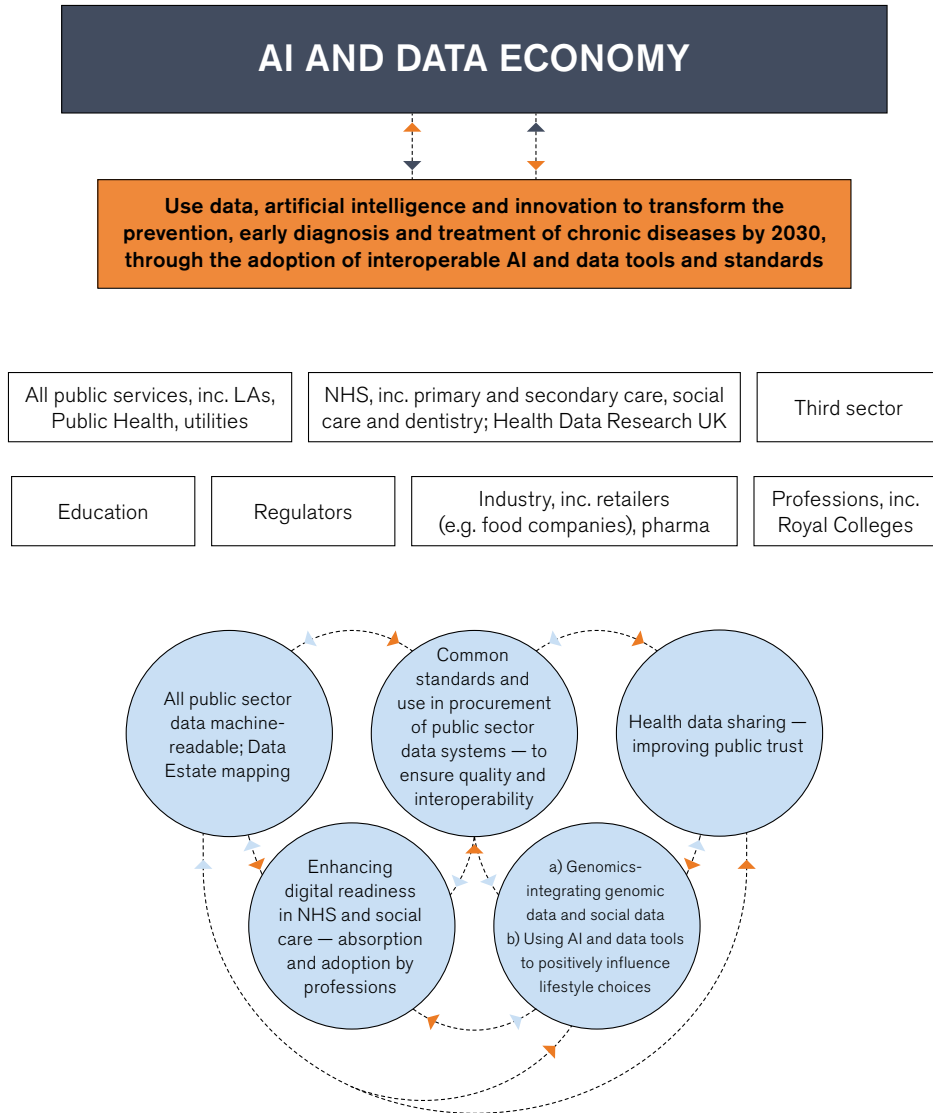 AI AND DATA ECONOMY
Use data, artificial intelligence and innovation to transform the
prevention, early diagnosis and treatment of chronic diseases by 2030,
through the adoption of interoperable AI and data tools and standards
All public services, inc. LAs,
Public Health, utilities
NHS, inc. primary and secondary care, social
care and dentistry; Health Data Research UK
Third sector
Education
Regulators
Industry, inc. retailers
(e.g. food companies), pharma
Professions, inc.
Royal Colleges
All public sector
data machine-
readable; Data
Estate mapping
Common
standards and
use in procurement
of public sector
data systems — to
ensure quality and
interoperability
Health data sharing —
improving public trust
Enhancing
digital readiness
in NHS and social
care — absorption
and adoption by
professions
a) Genomics-
integrating genomic
data and social data
b) Using AI and data tools
to positively influence
lifestyle choices